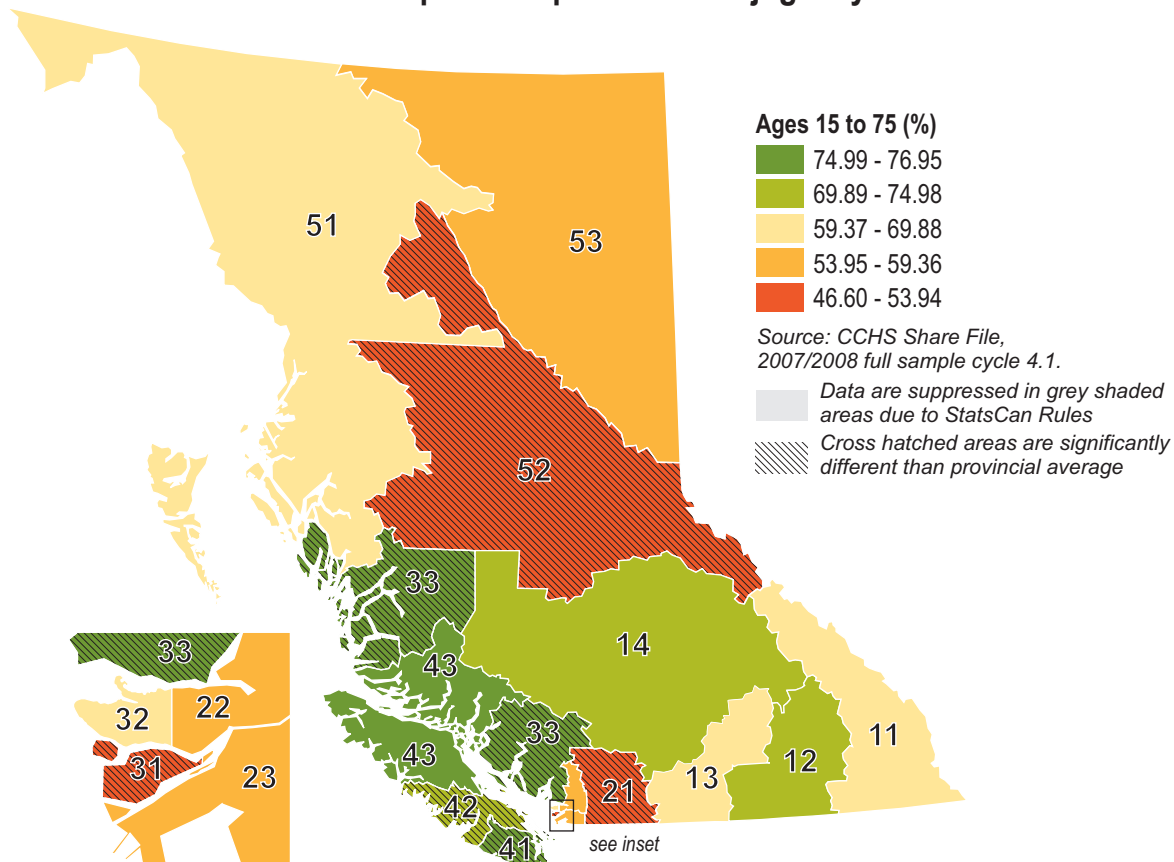 51
53
Ages 15 to 75 (%)
74.99 - 76.95
69.89 - 74.98
59.37 - 69.88
53.95 - 59.36
46.60 - 53.94
Source: CCHS Share File,
2007/2008 full sample cycle 4.1.
Data are suppressed in grey shaded
areas due to StatsCan Rules
Cross hatched areas are significantly
different than provincial average
52
33
14
43
33
43
42
41
21
13
12
11
see inset
33
32
22
31
23